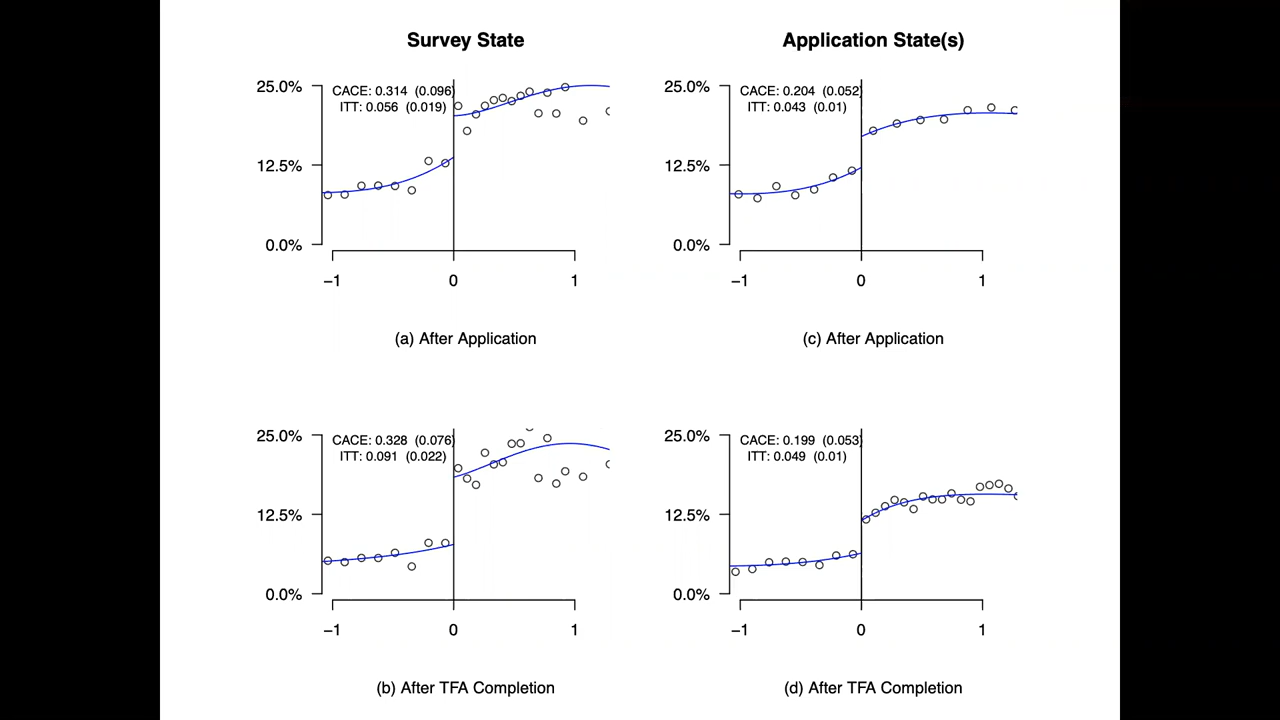 Survey State
Application State(s)
25.0%
12.5%
0.0%
CACE: 0.314 (0.096)
ITT: 0.056 (0.019)
−1 0 1
(a) After Application
25.0%
12.5%
0.0%
CACE: 0.204 (0.052)
ITT: 0.043 (0.01)
−1 0 1
(c) After Application
25.0%
12.5%
0.0%
CACE: 0.328 (0.076)
ITT: 0.091 (0.022)
−1 0 1
(b) After TFA Completion
25.0%
12.5%
0.0%
CACE: 0.199 (0.053)
ITT: 0.049 (0.01)
−1 0 1
(d) After TFA Completion